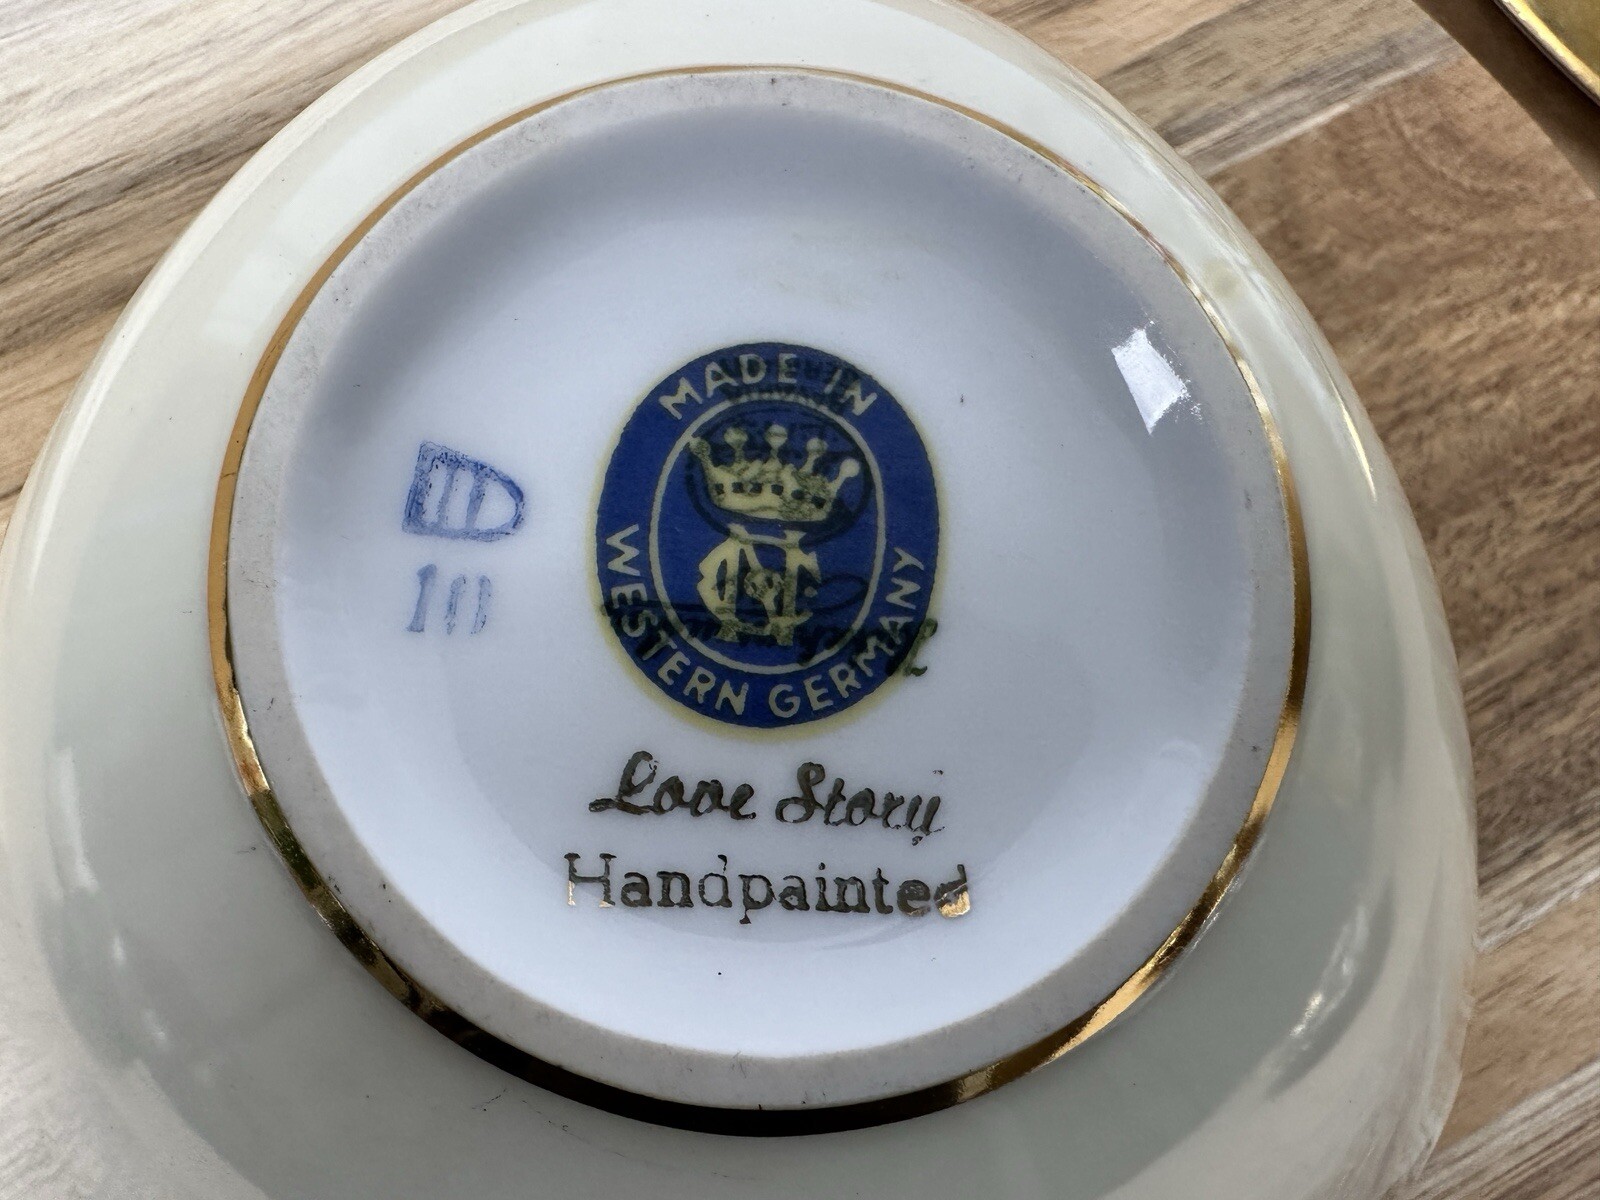 MADE IN
WESTERN GERMANY
Love Story
Handpainted